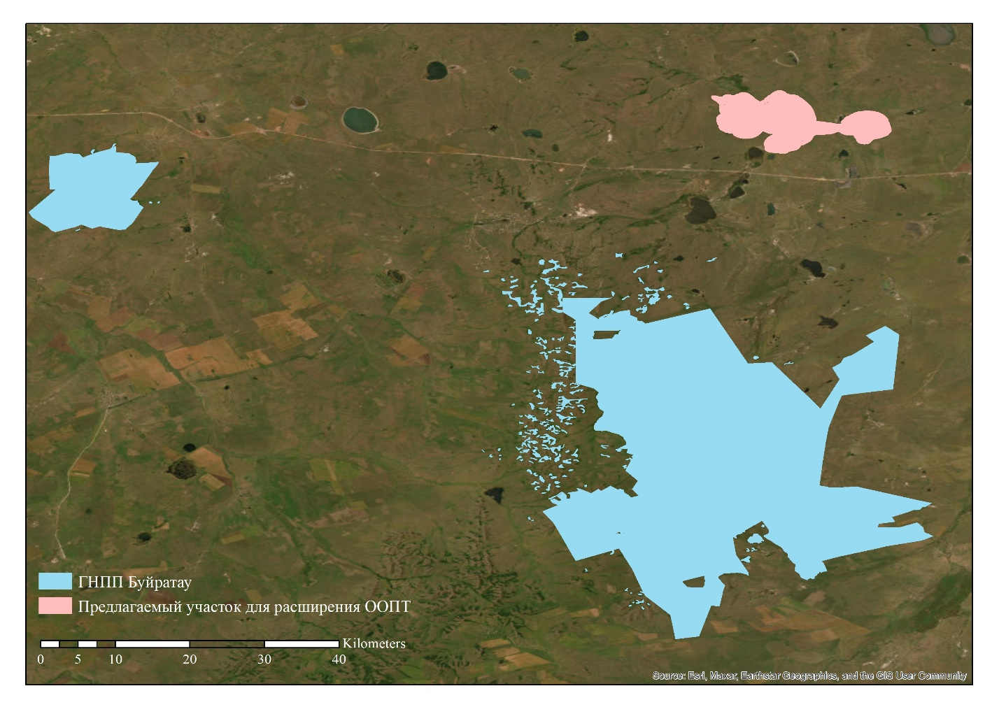 ГНПП Буйратау
Предлагаемый участок для расширения ООПТ
Kilometers
0 5 10 20 30 40
Source: Esri, Maxar, Earthstar Geographics, and the GIS User Community